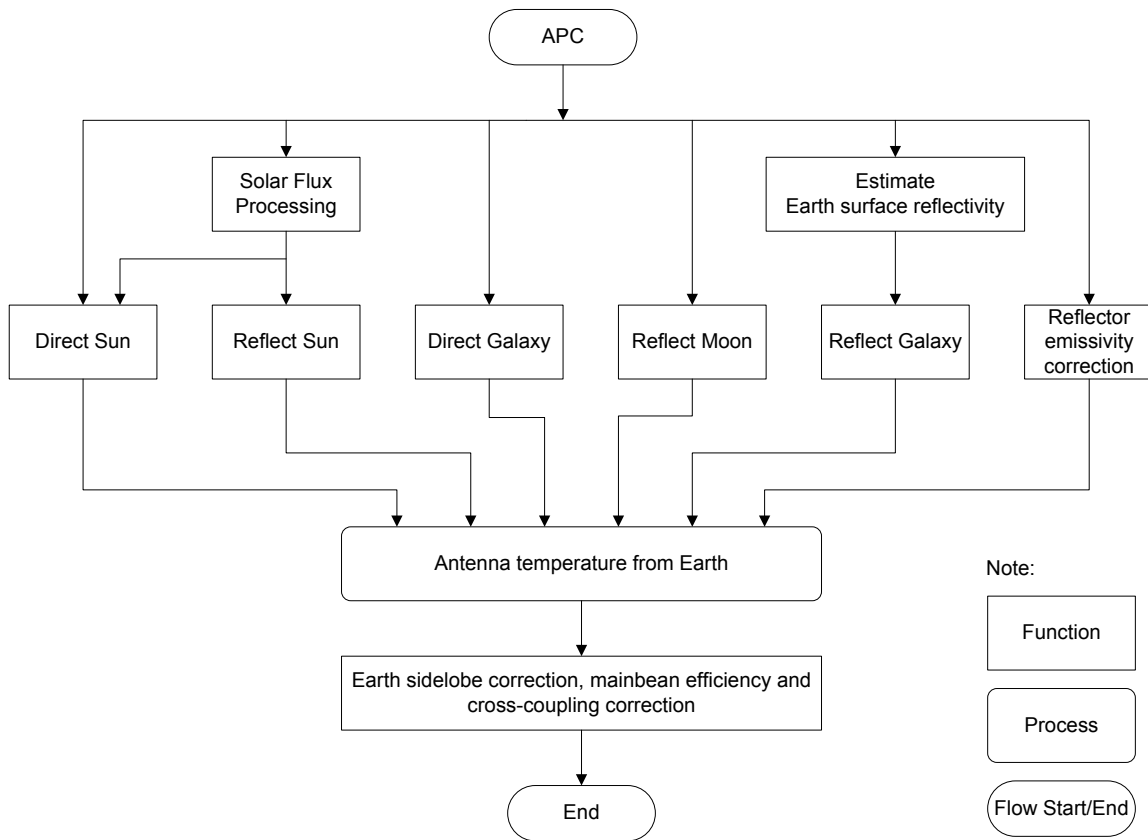 APC
Solar Flux
Processing
Estimate
Earth surface reflectivity
Direct Sun
Reflect Sun
Direct Galaxy
Reflect Moon
Reflect Galaxy
Reflector
emissivity
correction
Antenna temperature from Earth
Earth sidelobe correction, mainbean efficiency and
cross-coupling correction
End
Note:
Function
Process
Flow Start/End